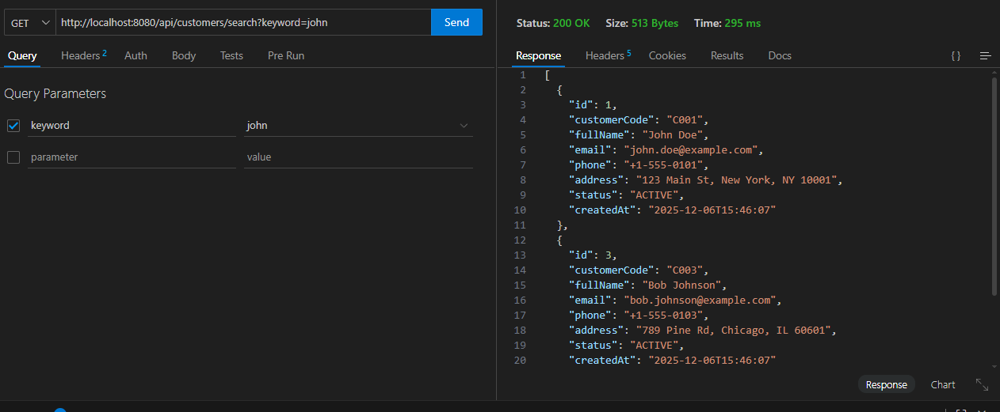 GET http://localhost:8080/api/customers/search?keyword=john Send
Query Headers 2 Auth Body Tests Pre Run
Query Parameters
keyword john
parameter value
Status: 200 OK Size: 513 Bytes Time: 295 ms
Response Headers 5 Cookies Results Docs { }
1 [
2 {
3 "id": 1,
4 "customerCode": "C001",
5 "fullName": "John Doe",
6 "email": "john.doe@example.com",
7 "phone": "+1-555-0101",
8 "address": "123 Main St, New York, NY 10001",
9 "status": "ACTIVE",
10 "createdAt": "2025-12-06T15:46:07"
11 },
12 {
13 "id": 3,
14 "customerCode": "C003",
15 "fullName": "Bob Johnson",
16 "email": "bob.johnson@example.com",
17 "phone": "+1-555-0103",
18 "address": "789 Pine Rd, Chicago, IL 60601",
19 "status": "ACTIVE",
20 "createdAt": "2025-12-06T15:46:07"
Response Chart